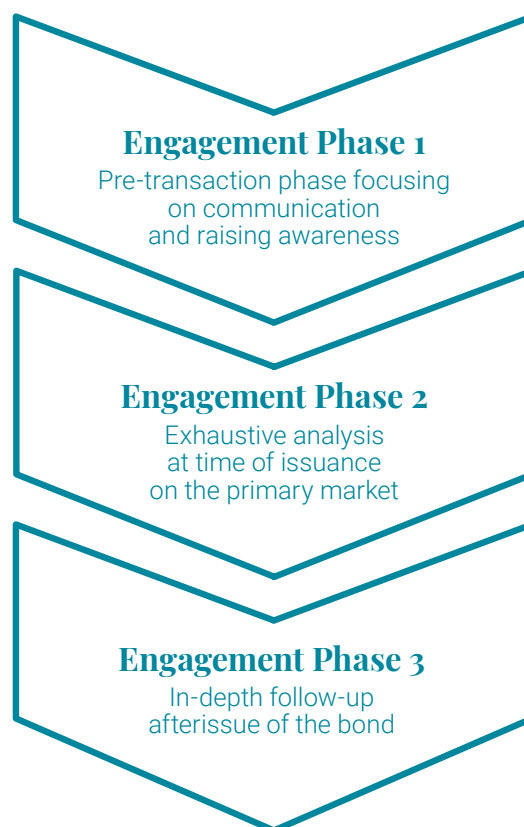 Engagement Phase 1
Pre-transaction phase focusing
on communication
and raising awareness
Engagement Phase 2
Exhaustive analysis
at time of issuance
on the primary market
Engagement Phase 3
In-depth follow-up
afterissue of the bond